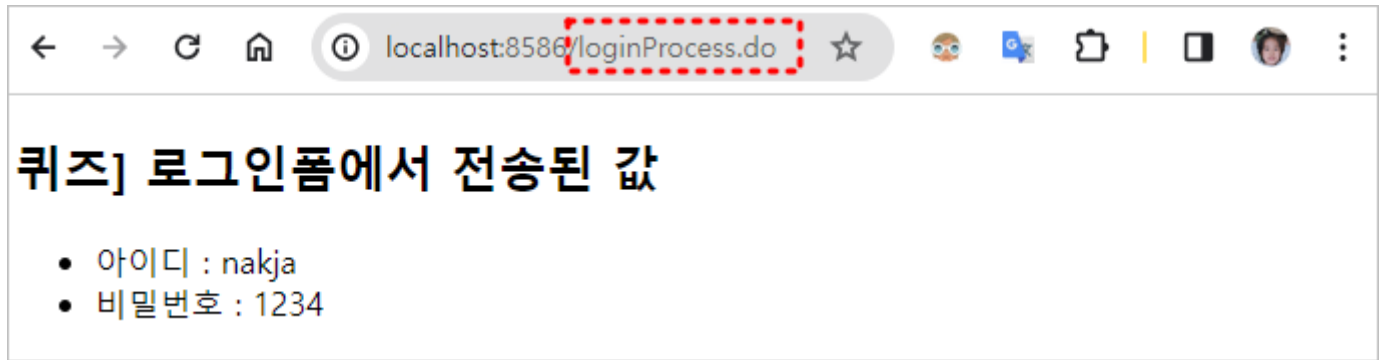 localhost:8586/loginProcess.do
퀴즈] 로그인폼에서 전송된 값
아이디 : nakja
비밀번호 : 1234